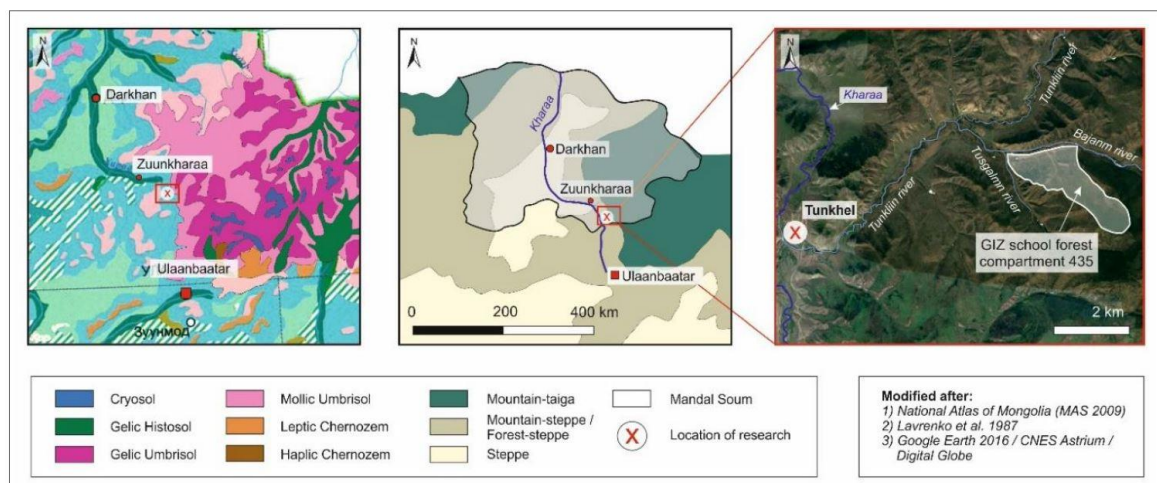 N
Darkhan
Zuunkharaa
X
Ulaanbaatar
Зуунмод
N
Kharaa
Darkhan
Zuunkharaa
X
Ulaanbaatar
0 200 400 km
N
Kharaa
Tunkliin river
Bajanm river
Tusgalmn river
Tunkhel
X
Tunkliin river
GIZ school forest
compartment 435
2 km
Cryosol
Gelic Histosol
Gelic Umbrisol
Mollic Umbrisol
Leptic Chernozem
Haplic Chernozem
Mountain-taiga
Mountain-steppe /
Forest-steppe
Steppe
Mandal Soum
X
Location of research
Modified after:
1) National Atlas of Mongolia (MAS 2009)
2) Lavrenko et al. 1987
3) Google Earth 2016 / CNES Astrium /
Digital Globe